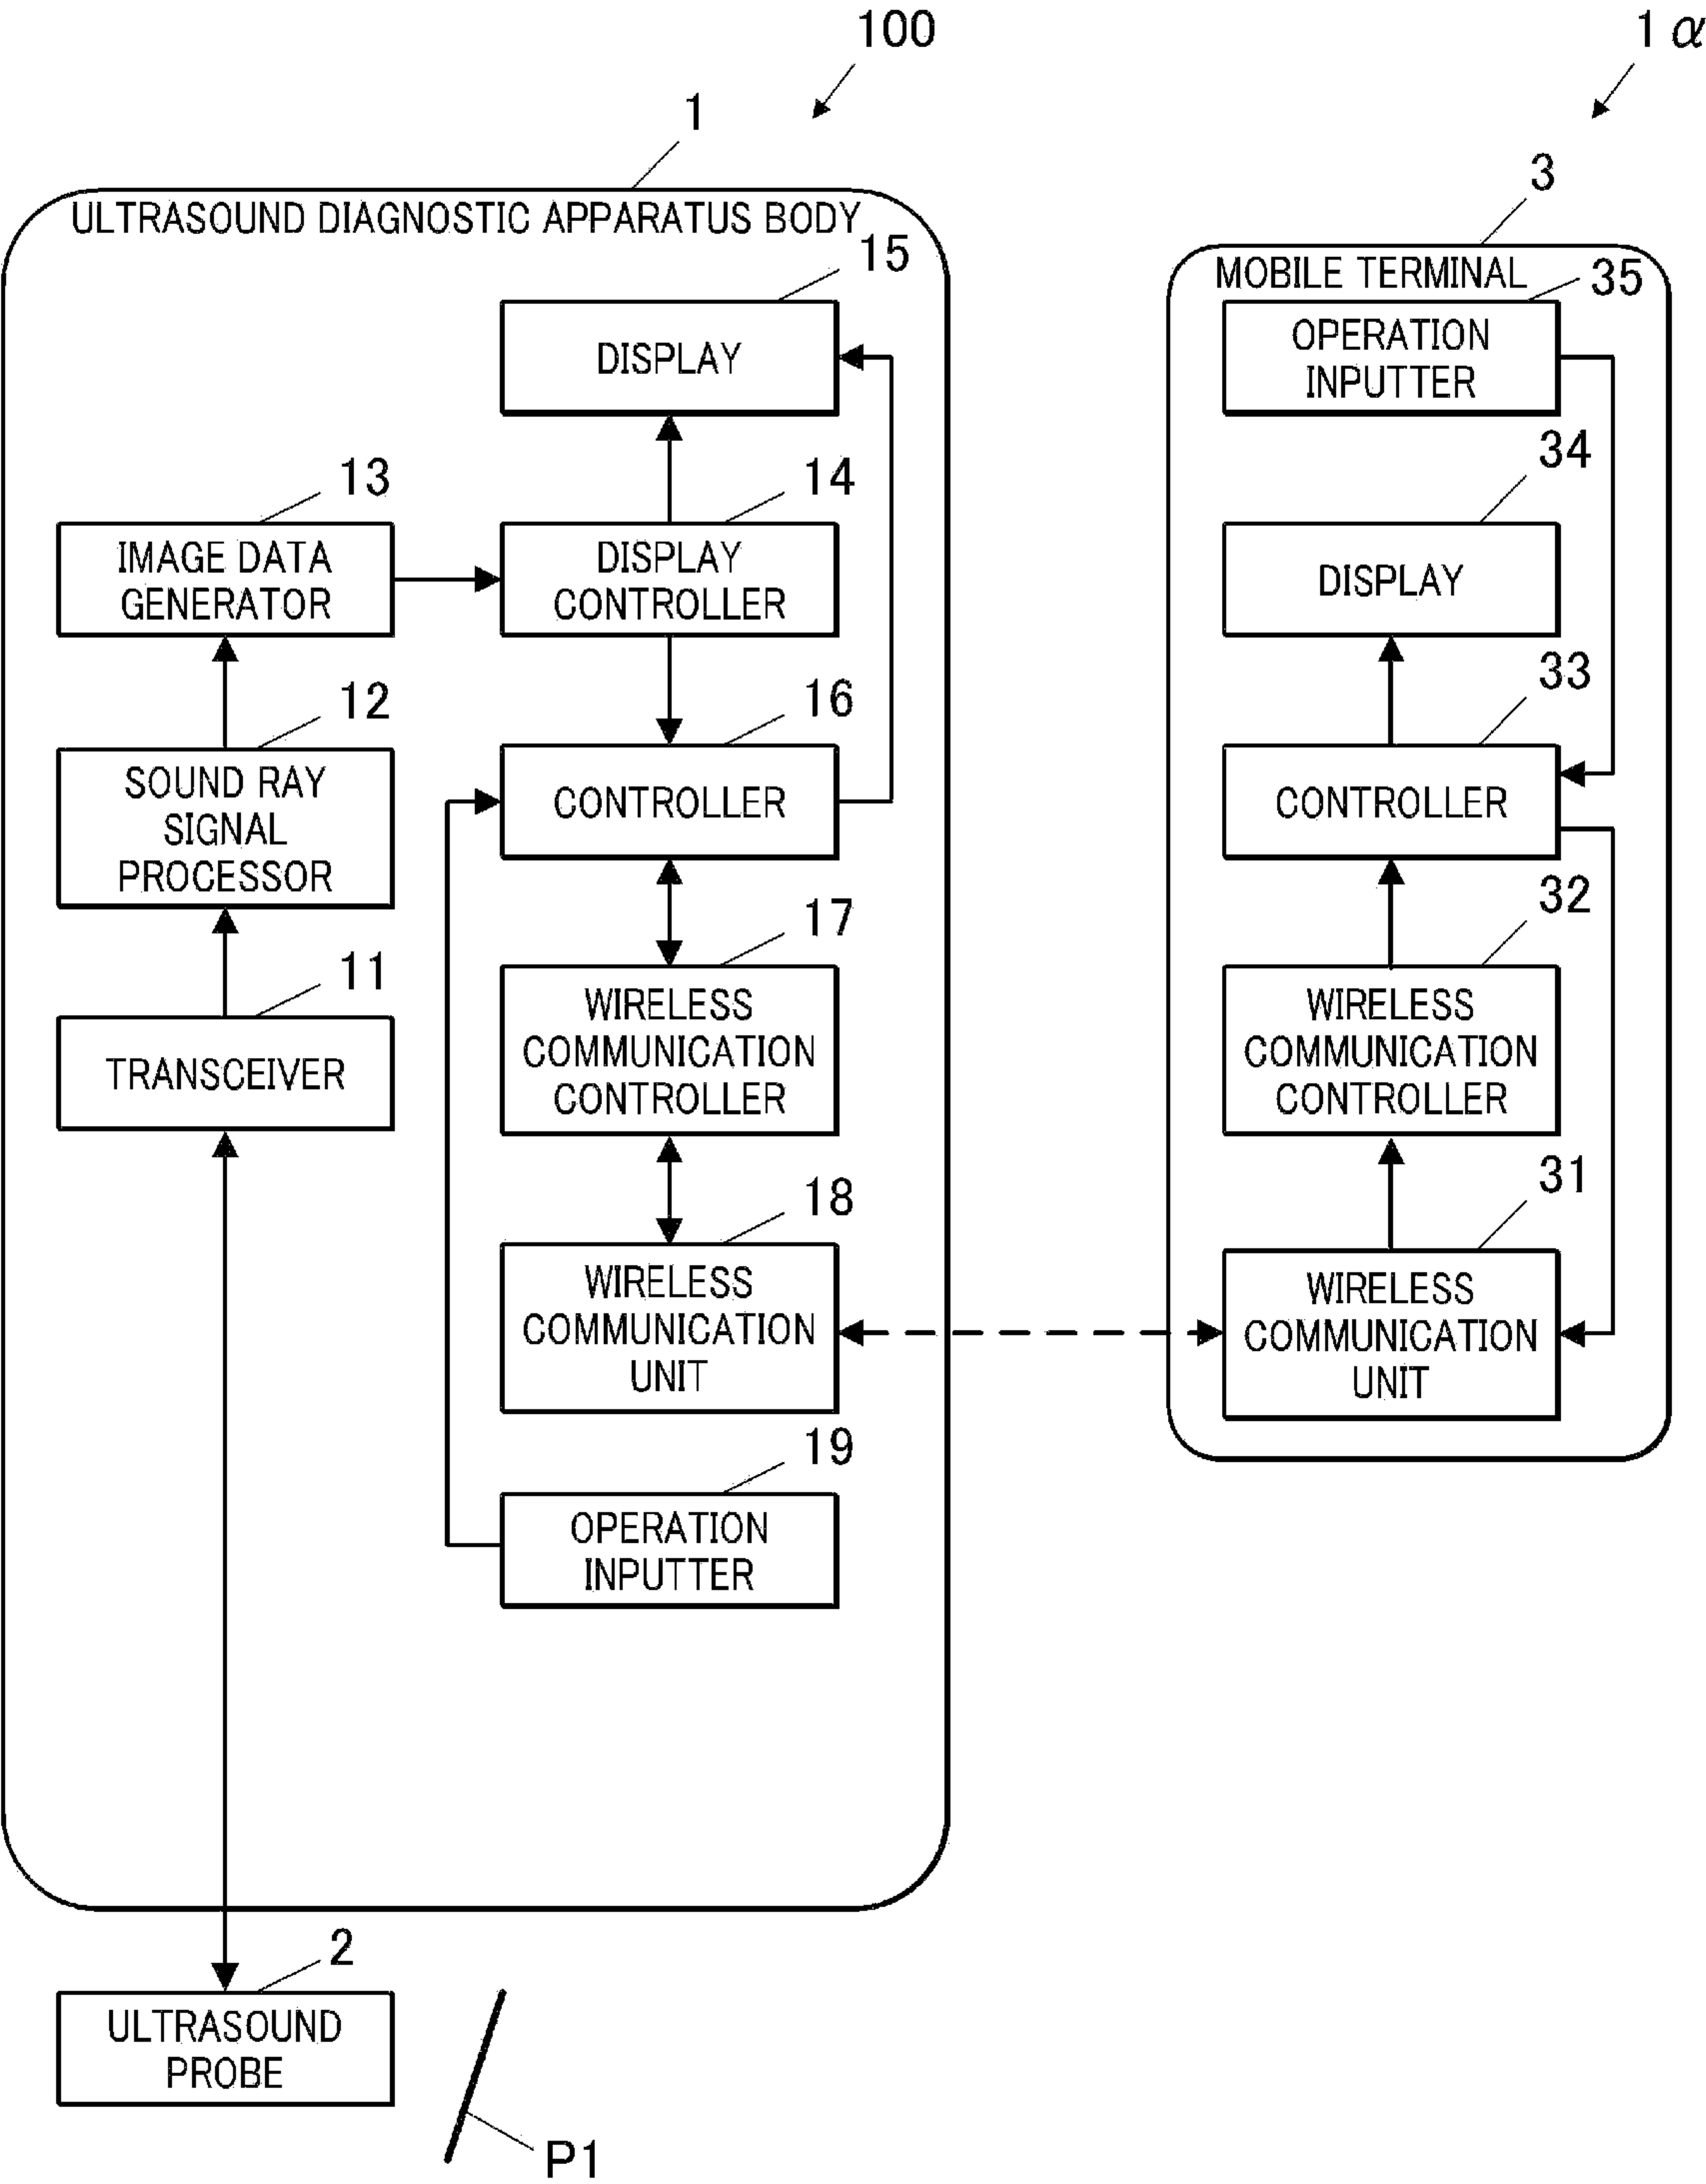 100
1α
1
ULTRASOUND DIAGNOSTIC APPARATUS BODY
15
DISPLAY
13
IMAGE DATA
GENERATOR
14
DISPLAY
CONTROLLER
12
SOUND RAY
SIGNAL
PROCESSOR
16
CONTROLLER
11
TRANSCEIVER
17
WIRELESS
COMMUNICATION
CONTROLLER
18
WIRELESS
COMMUNICATION
UNIT
19
OPERATION
INPUTTER
2
ULTRASOUND
PROBE
P1
3
MOBILE TERMINAL
35
OPERATION
INPUTTER
34
DISPLAY
33
CONTROLLER
32
WIRELESS
COMMUNICATION
CONTROLLER
31
WIRELESS
COMMUNICATION
UNIT